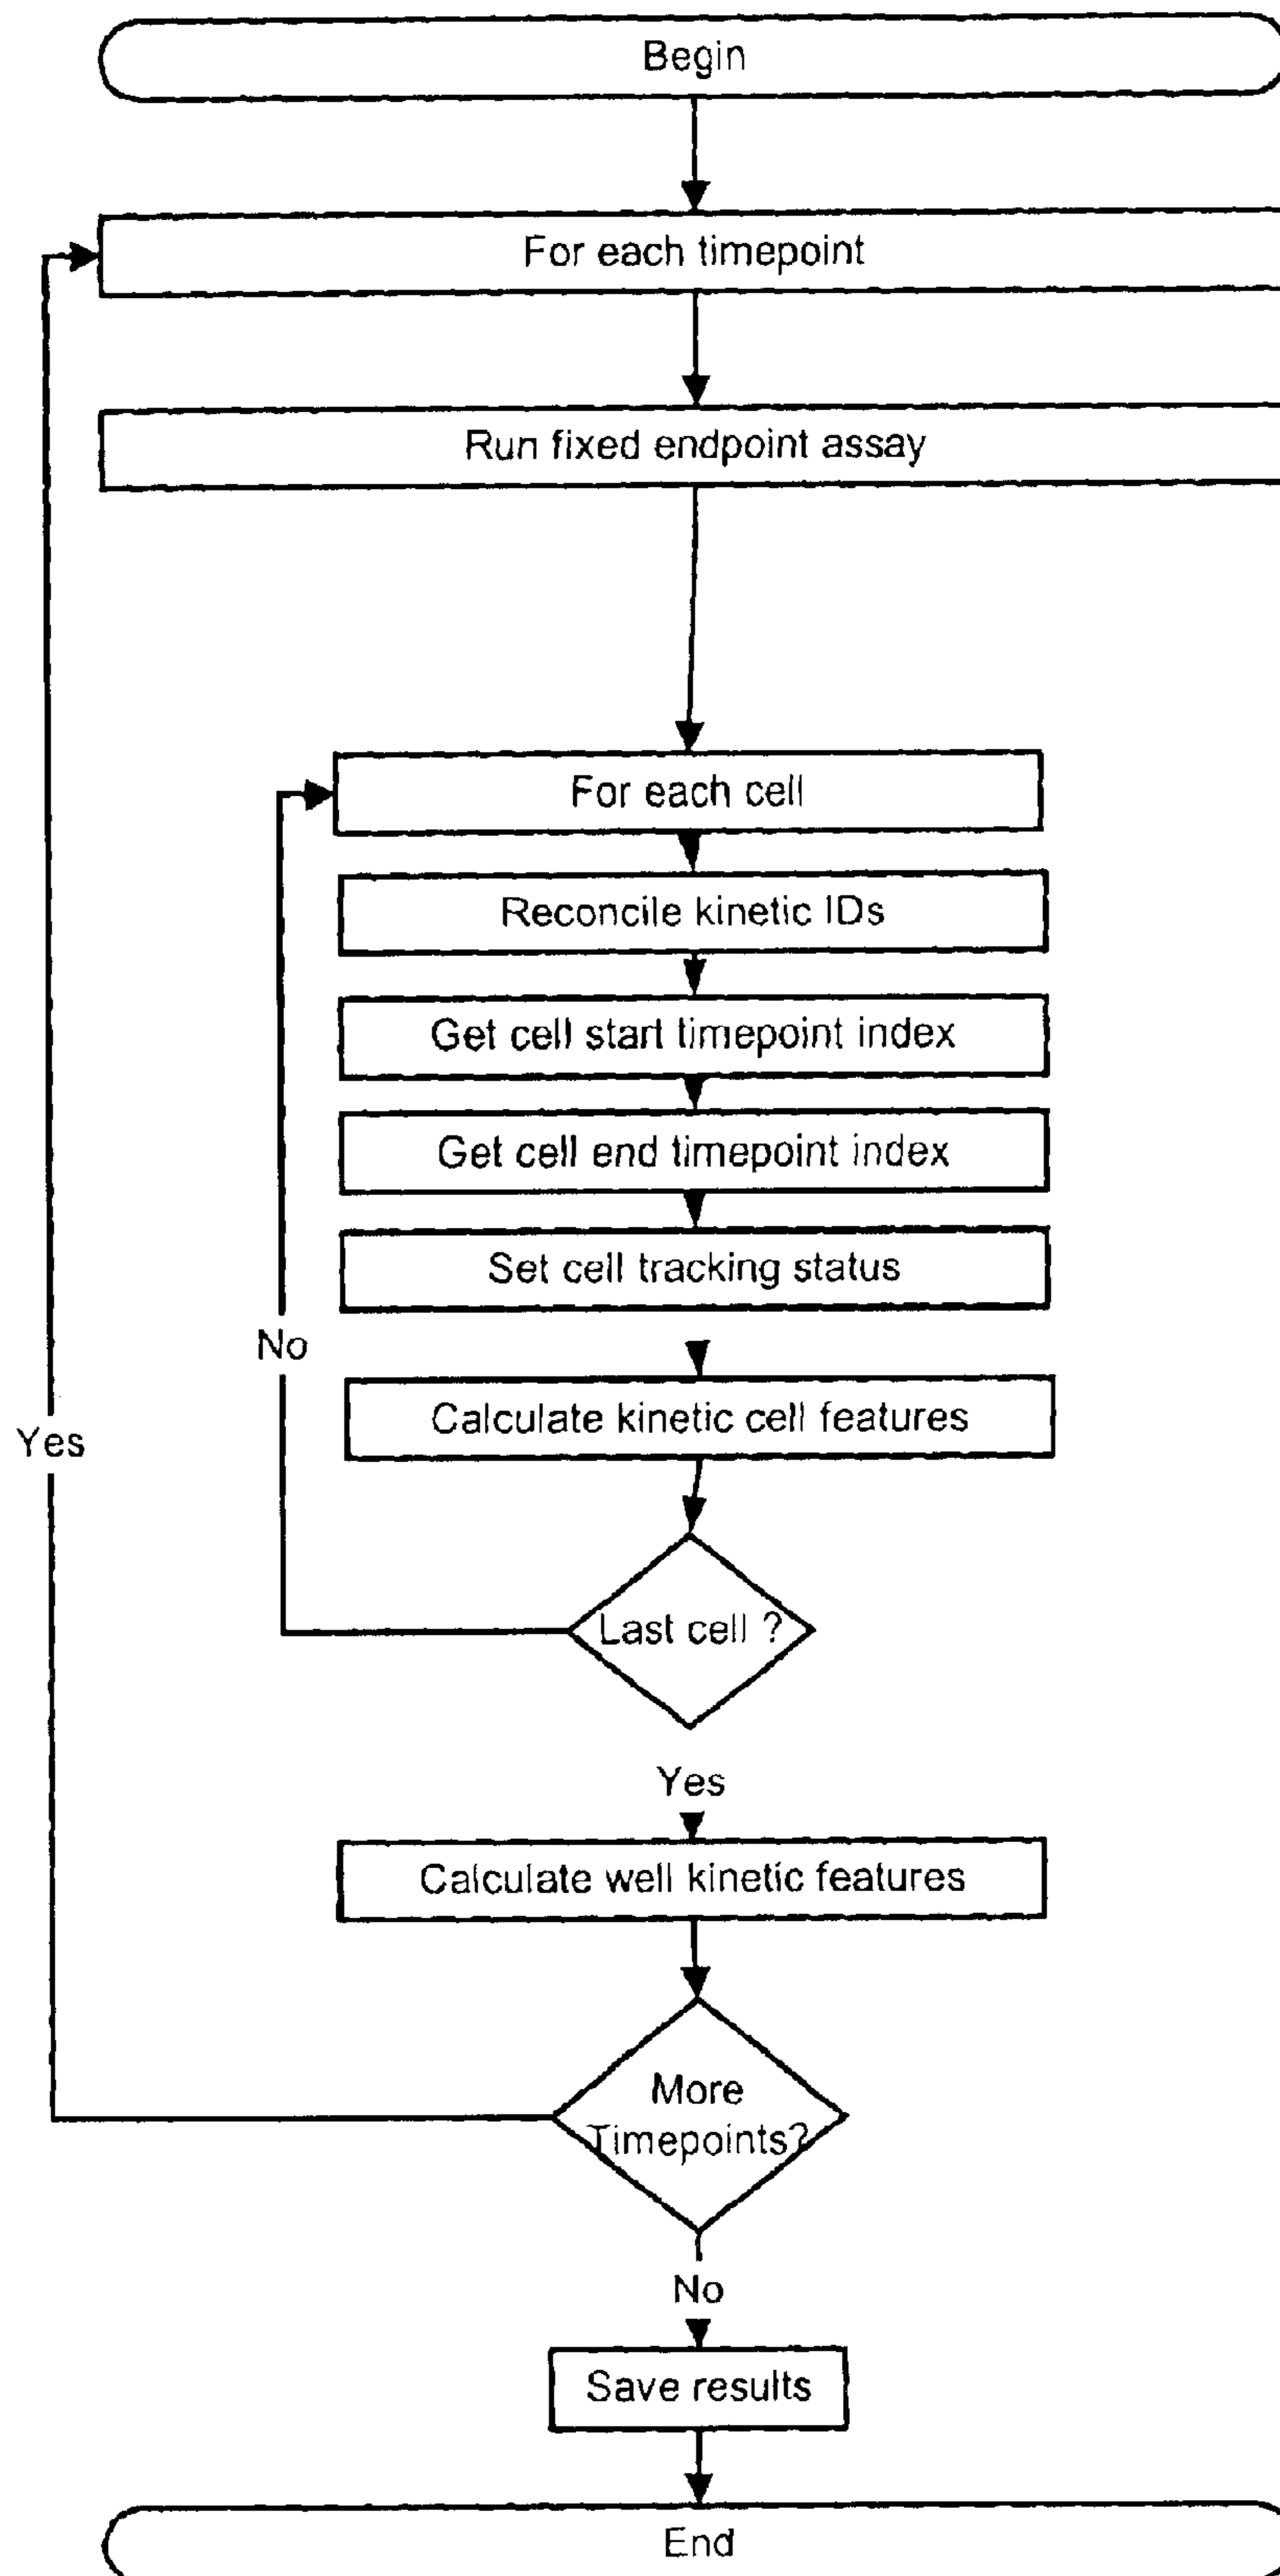 Begin
For each timepoint
Run fixed endpoint assay
For each cell
Reconcile kinetic IDs
Get cell start timepoint index
Get cell end timepoint index
Set cell tracking status
No
Calculate kinetic cell features
Yes
Last cell ?
Yes
Calculate well kinetic features
More
Timepoints?
No
Save results
End